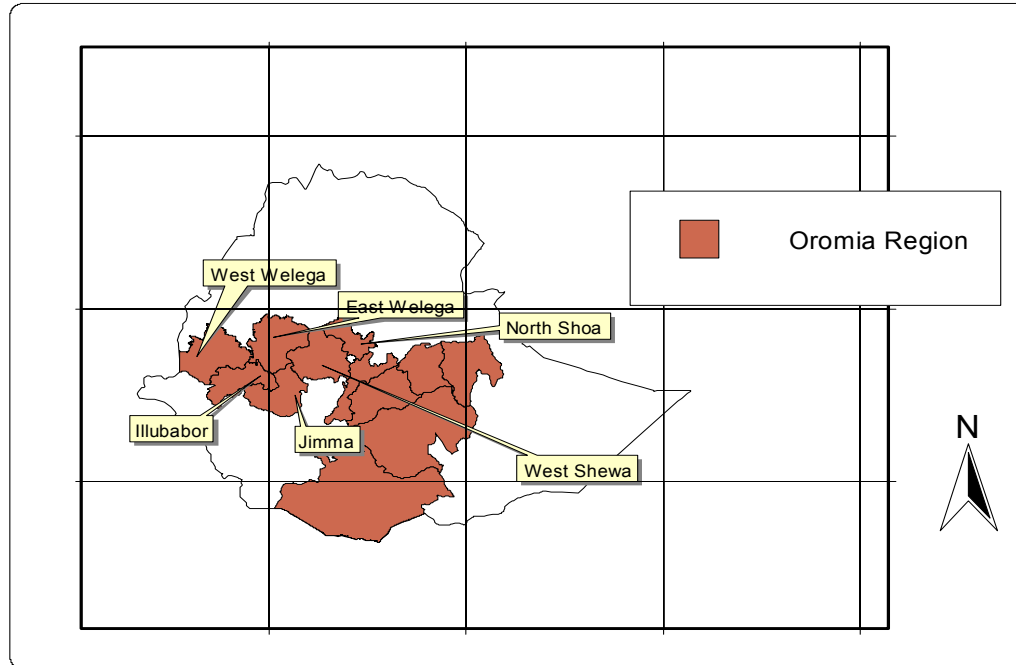 Oromia Region
West Welega
East Welega
North Shoa
Illubabor
Jimma
West Shewa
N